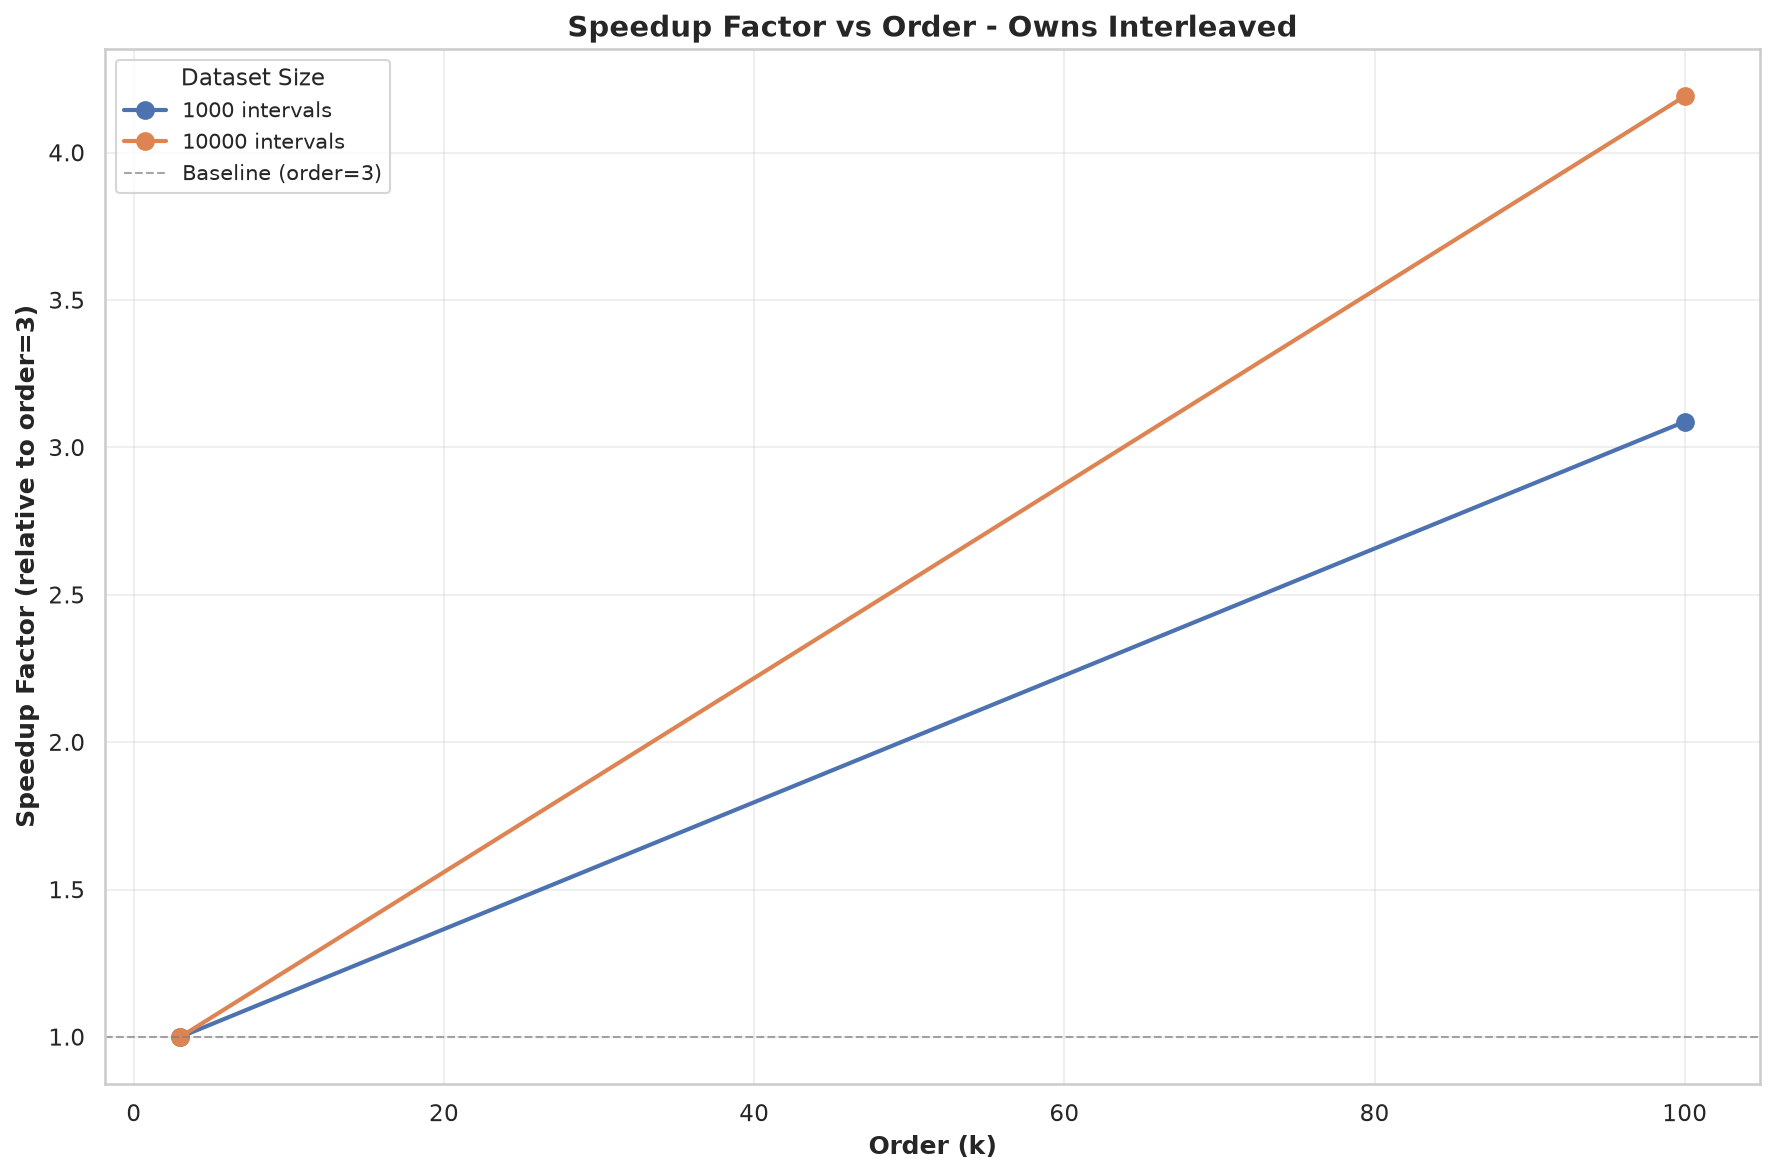 Speedup Factor vs Order - Owns Interleaved
Dataset Size
1000 intervals
10000 intervals
Baseline (order=3)
Speedup Factor (relative to order=3)
4.0
3.5
3.0
2.5
2.0
1.5
1.0
0 20 40 60 80 100
Order (k)